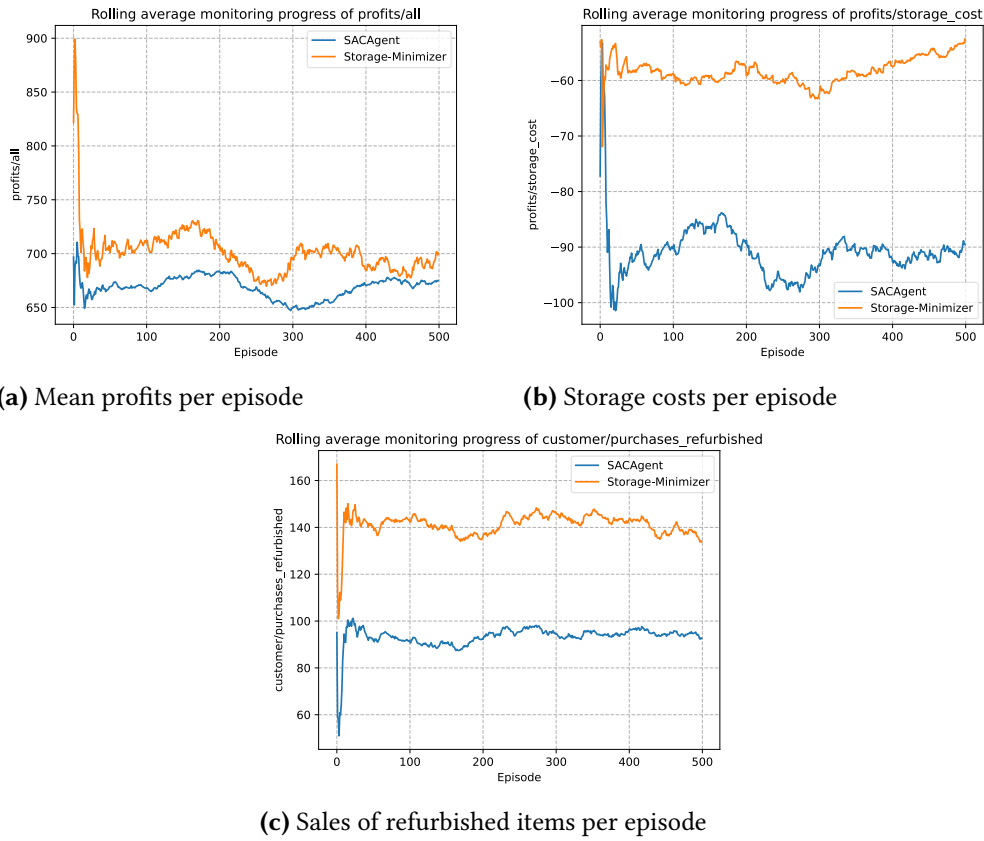 Rolling average monitoring progress of profits/all
SACAgent
Storage-Minimizer
profits/all
900
850
800
750
700
650
0
100
200
300
400
500
Episode
(a) Mean profits per episode
Rolling average monitoring progress of profits/storage_cost
profits/storage_cost
−60
−70
−80
−90
−100
SACAgent
Storage-Minimizer
0
100
200
300
400
500
Episode
(b) Storage costs per episode
Rolling average monitoring progress of customer/purchases_refurbished
SACAgent
Storage-Minimizer
customer/purchases_refurbished
160
140
120
100
80
60
0
100
200
300
400
500
Episode
(c) Sales of refurbished items per episode